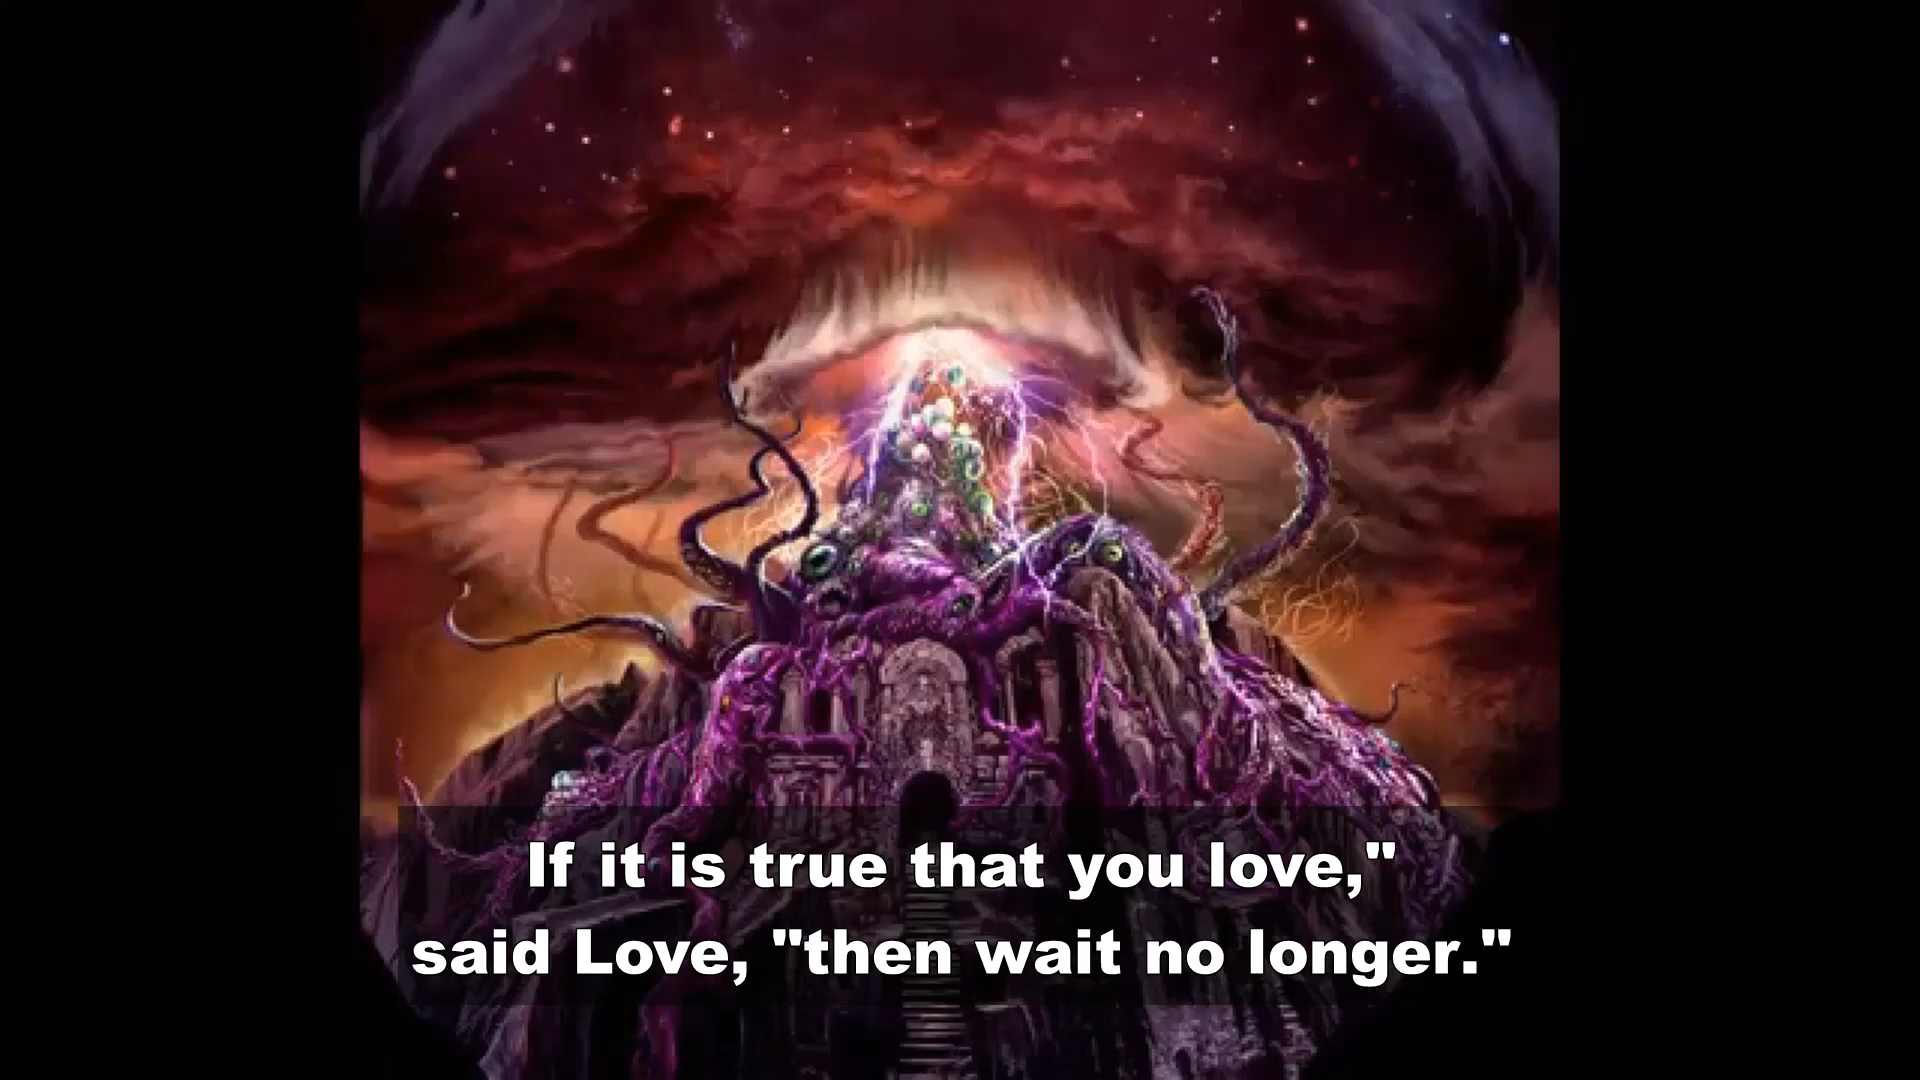 If it is true that you love,"
said Love, "then wait no longer."